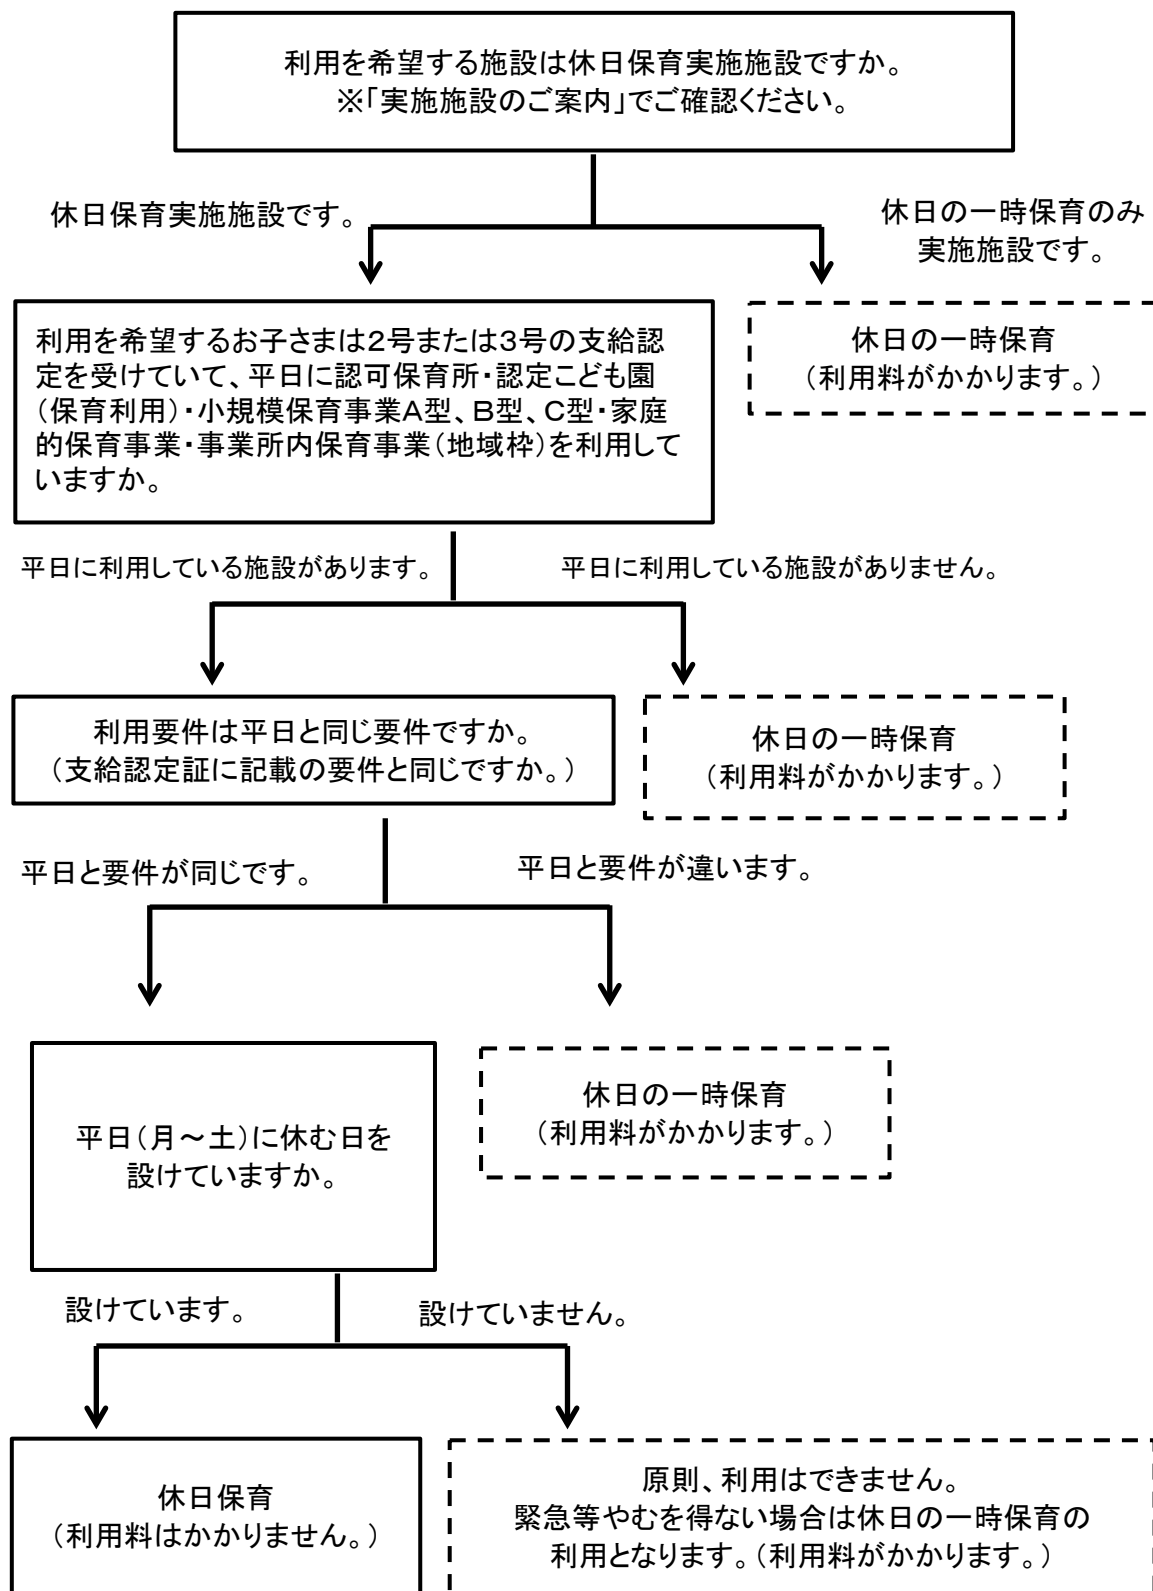 利用を希望する施設は休日保育実施施設ですか。
※「実施施設のご案内」でご確認ください。
休日保育実施施設です。
休日の一時保育のみ
実施施設です。
利用を希望するお子さまは２号または３号の支給認
定を受けていて、平日に認可保育所・認定こども園
（保育利用）・小規模保育事業Ａ型、Ｂ型、Ｃ型・家庭
的保育事業・事業所内保育事業（地域枠）を利用して
いますか。
休日の一時保育
（利用料がかかります。）
平日に利用している施設があります。
平日に利用している施設がありません。
利用要件は平日と同じ要件ですか。
（支給認定証に記載の要件と同じですか。）
休日の一時保育
（利用料がかかります。）
平日と要件が同じです。
平日と要件が違います。
平日（月～土）に休む日を
設けていますか。
休日の一時保育
（利用料がかかります。）
設けています。
設けていません。
休日保育
（利用料はかかりません。）
原則、利用はできません。
緊急等やむを得ない場合は休日の一時保育の
利用となります。（利用料がかかります。）